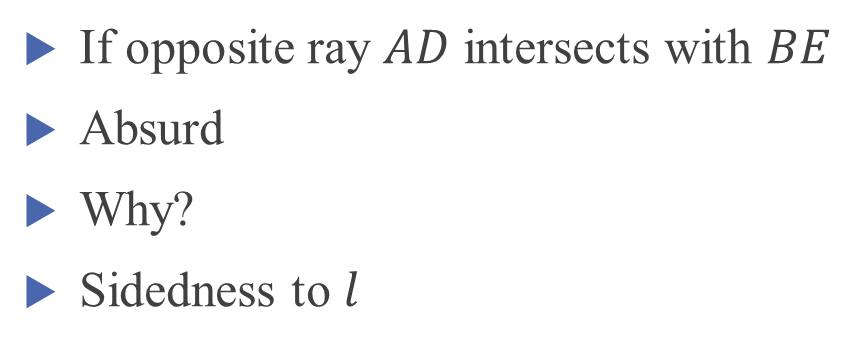 If opposite ray AD intersects with BE
Absurd
Why?
Sidedness to l